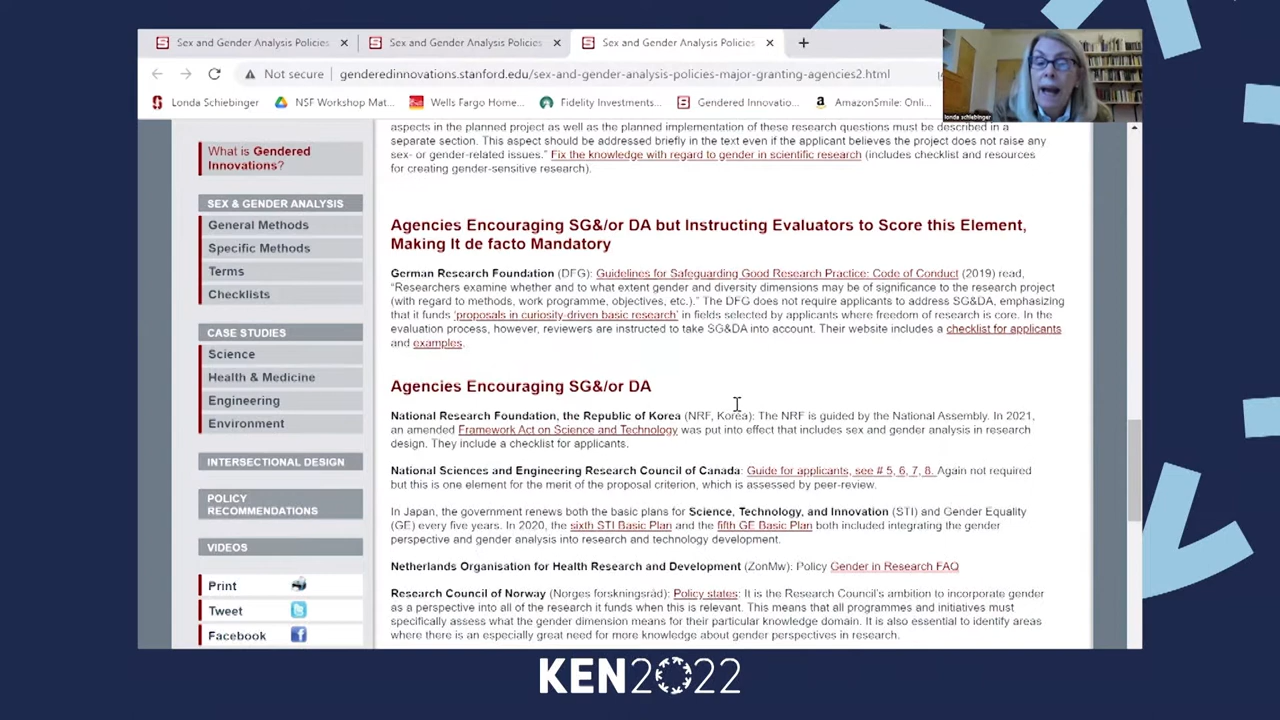 Sex and Gender Analysis Policies
Sex and Gender Analysis Policies
Sex and Gender Analysis Policies
Not secure
genderedinnovations.stanford.edu/sex-and-gender-analysis-policies-major-granting-agencies2.html
Londa Schiebinger
NSF Workshop Mat...
Wells Fargo Home...
Fidelity Investments...
Gendered Innovatio...
AmazonSmile: Onli...
londa schiebinger
What is Gendered
Innovations?
SEX & GENDER ANALYSIS
General Methods
Specific Methods
Terms
Checklists
CASE STUDIES
Science
Health & Medicine
Engineering
Environment
INTERSECTIONAL DESIGN
POLICY
RECOMMENDATIONS
VIDEOS
Print
Tweet
Facebook
aspects in the planned project as well as the planned implementation of these research questions must be described in a
separate section. This aspect should be addressed briefly in the text even if the applicant believes the project does not raise any
sex- or gender-related issues." Fix the knowledge with regard to gender in scientific research (includes checklist and resources
for creating gender-sensitive research).
Agencies Encouraging SG&/or DA but Instructing Evaluators to Score this Element,
Making It de facto Mandatory
German Research Foundation (DFG): Guidelines for Safeguarding Good Research Practice: Code of Conduct (2019) read,
“Researchers examine whether and to what extent gender and diversity dimensions may be of significance to the research project
(with regard to methods, work programme, objectives, etc.).” The DFG does not require applicants to address SG&DA, emphasizing
that it funds ‘proposals in curiosity-driven basic research’ in fields selected by applicants where freedom of research is core. In the
evaluation process, however, reviewers are instructed to take SG&DA into account. Their website includes a checklist for applicants
and examples.
Agencies Encouraging SG&/or DA
National Research Foundation, the Republic of Korea (NRF, Korea): The NRF is guided by the National Assembly. In 2021,
an amended Framework Act on Science and Technology was put into effect that includes sex and gender analysis in research
design. They include a checklist for applicants.
National Sciences and Engineering Research Council of Canada: Guide for applicants, see # 5, 6, 7, 8. Again not required
but this is one element for the merit of the proposal criterion, which is assessed by peer-review.
In Japan, the government renews both the basic plans for Science, Technology, and Innovation (STI) and Gender Equality
(GE) every five years. In 2020, the sixth STI Basic Plan and the fifth GE Basic Plan both included integrating the gender
perspective and gender analysis into research and technology development.
Netherlands Organisation for Health Research and Development (ZonMw): Policy Gender in Research FAQ
Research Council of Norway (Norges forskningsråd): Policy states: It is the Research Council's ambition to incorporate gender
as a perspective into all of the research it funds when this is relevant. This means that all programmes and initiatives must
specifically assess what the gender dimension means for their particular knowledge domain. It is also essential to identify areas
where there is an especially great need for more knowledge about gender perspectives in research.
KEN2022